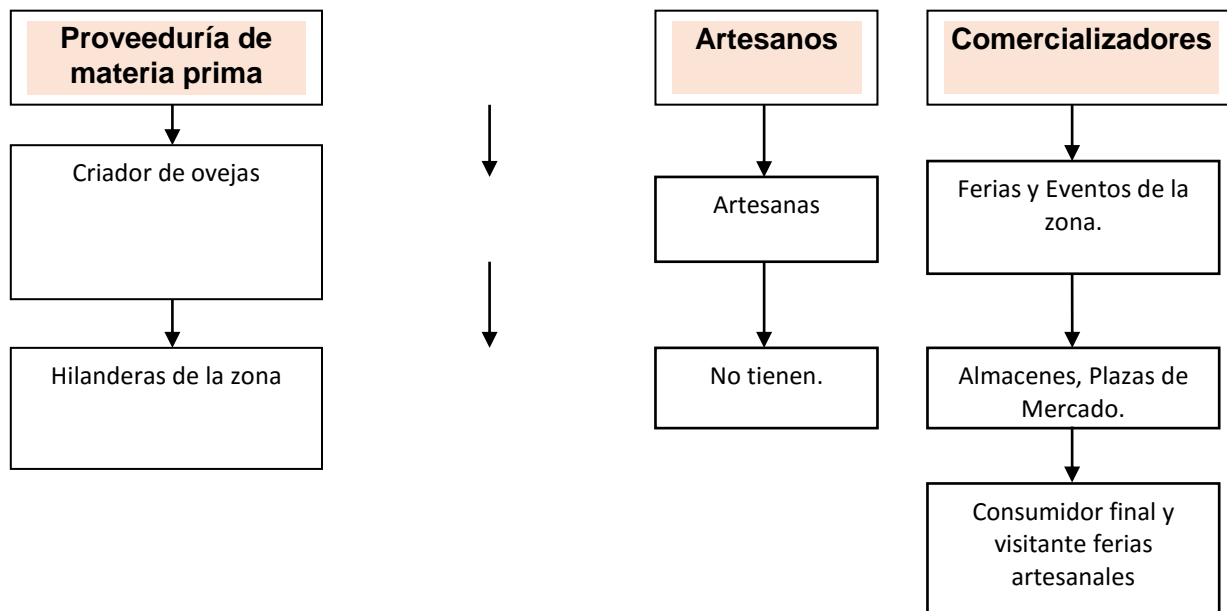 Proveeduría de
materia prima
Criador de ovejas
Hilanderas de la zona
Artesanos
Artesanas
No tienen.
Comercializadores
Ferias y Eventos de la
zona.
Almacenes, Plazas de
Mercado.
Consumidor final y
visitante ferias
artesanales